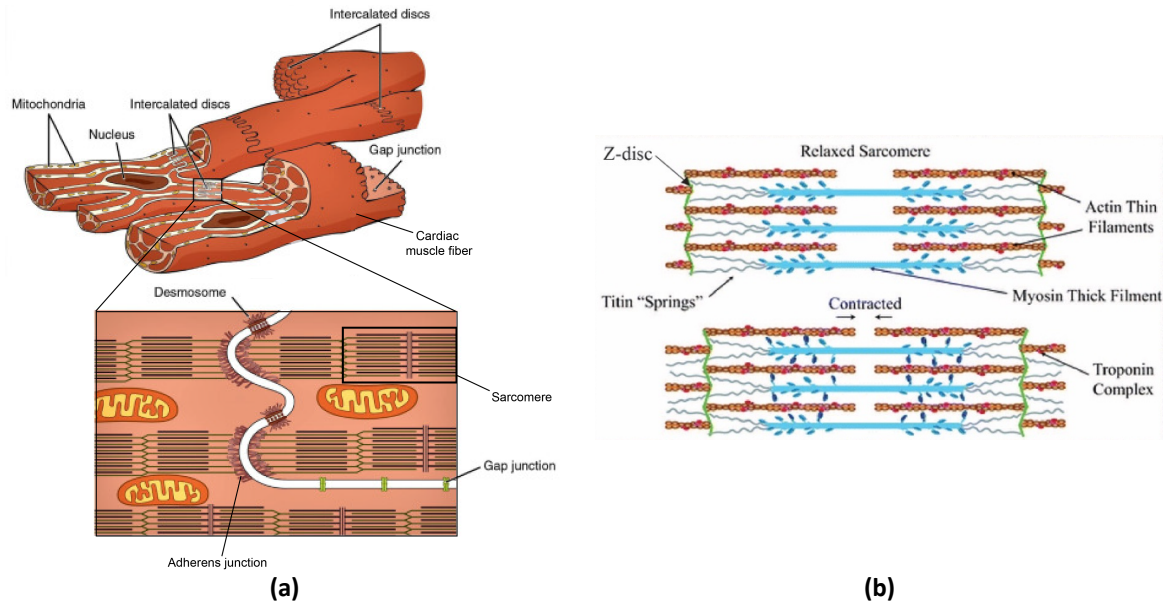 Intercalated discs
Mitochondria
Intercalated discs
Nucleus
Gap junction
Cardiac
muscle fiber
Desmosome
Sarcomere
Gap junction
Adherens junction
(a)
Z-disc
Relaxed Sarcomere
Actin Thin
Filaments
Titin “Springs”
Myosin Thick Filment
Contracted
Troponin
Complex
(b)